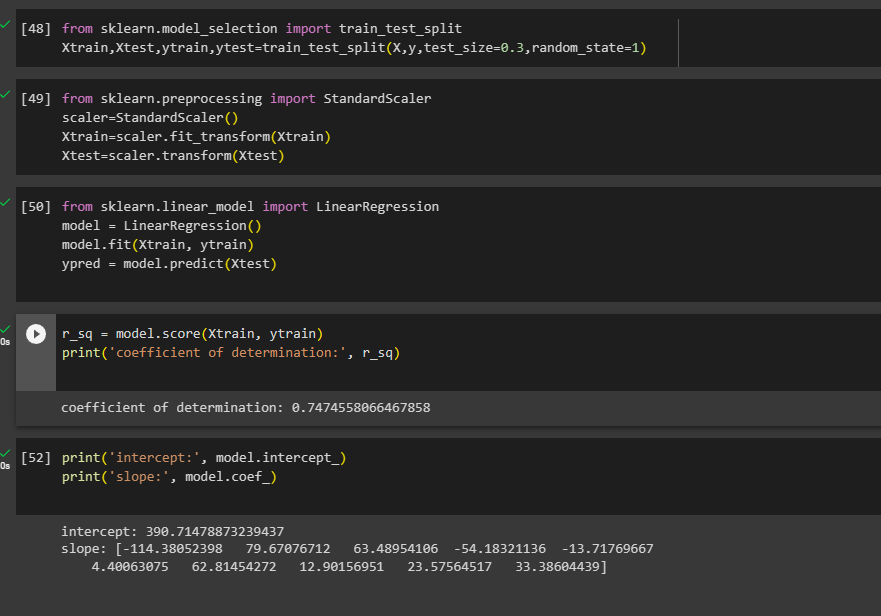 [48] from sklearn.model_selection import train_test_split
Xtrain,Xtest,ytrain,ytest=train_test_split(X,y,test_size=0.3,random_state=1)
[49] from sklearn.preprocessing import StandardScaler
scaler=StandardScaler()
Xtrain=scaler.fit_transform(Xtrain)
Xtest=scaler.transform(Xtest)
[50] from sklearn.linear_model import LinearRegression
model = LinearRegression()
model.fit(Xtrain, ytrain)
ypred = model.predict(Xtest)
r_sq = model.score(Xtrain, ytrain)
0s
print('coefficient of determination:', r_sq)
coefficient of determination: 0.7474558066467858
[52] print('intercept:', model.intercept_)
0s
print('slope:', model.coef_)
intercept: 390.71478873239437
slope: [-114.38052398 79.67076712 63.48954106 -54.18321136 -13.71769667
4.40063075 62.81454272 12.90156951 23.57564517 33.38604439]